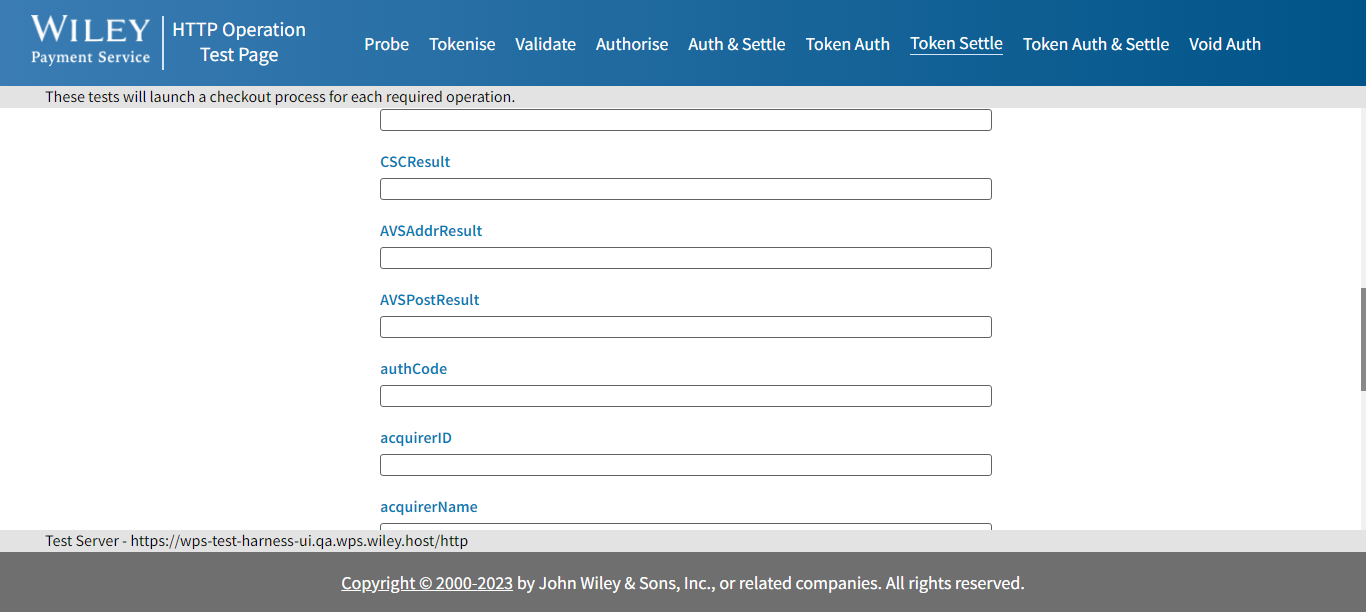 WILEY
Payment Service
HTTP Operation
Test Page
Probe Tokenise Validate Authorise Auth & Settle Token Auth Token Settle Token Auth & Settle Void Auth
These tests will launch a checkout process for each required operation.
CSCResult
AVSAddrResult
AVSPostResult
authCode
acquirerID
acquirerName
Test Server - https://wps-test-harness-ui.qa.wps.wiley.host/http
Copyright © 2000-2023 by John Wiley & Sons, Inc., or related companies. All rights reserved.